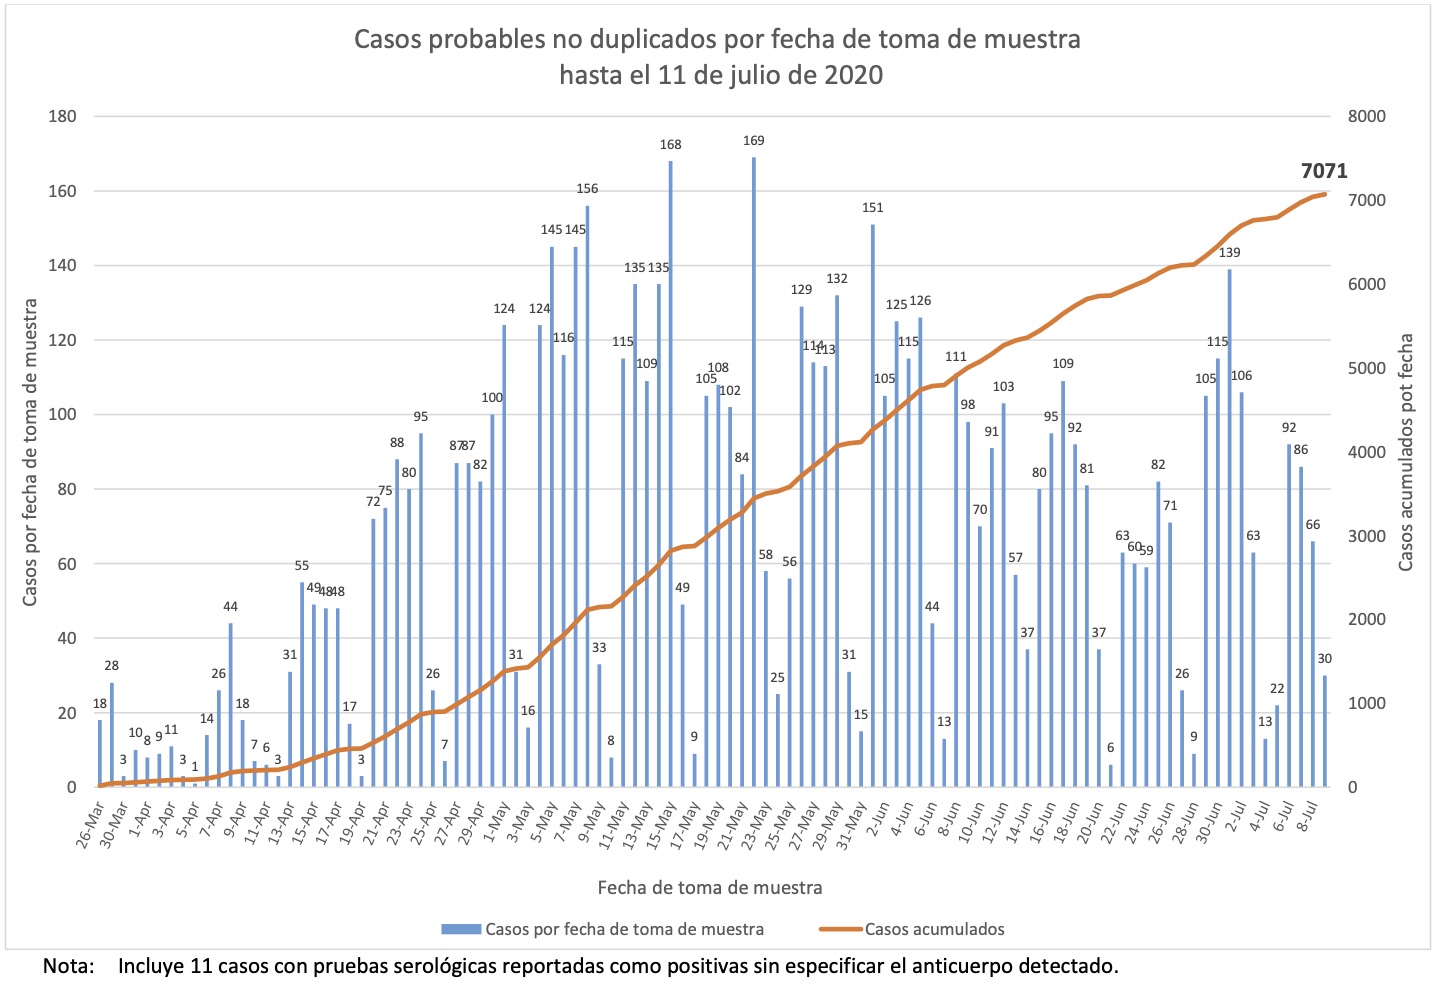 Casos probables no duplicados por fecha de toma de muestra
hasta el 11 de julio de 2020
180 160 140 120 100 80 60 40 20 0
Casos por fecha de toma de muestra
8000 7000 6000 5000 4000 3000 2000 1000 0
Casos acumulados pot fecha
7071
18 28 3 10 8 9 11 3 1 14 26 44 18 7 6 3 31 55 49 48 48 17 3 72 75 88 80 95 26 7 87 87 82 100 124 31 16 124 145 116 145 156 33 8 115 135 109 135 168 49 9 105 108 102 84 169 58 25 56 129 114 113 132 31 15 151 105 125 115 126 44 13 111 98 70 91 103 57 37 80 95 109 92 81 37 6 63 60 59 82 71 26 9 105 115 139 106 63 13 22 92 86 66 30
26-Mar 30-Mar 1-Apr 3-Apr 5-Apr 7-Apr 9-Apr 11-Apr 13-Apr 15-Apr 17-Apr 19-Apr 21-Apr 23-Apr 25-Apr 27-Apr 29-Apr 1-May 3-May 5-May 7-May 9-May 11-May 13-May 15-May 17-May 19-May 21-May 23-May 25-May 27-May 29-May 31-May 2-Jun 4-Jun 6-Jun 8-Jun 10-Jun 12-Jun 14-Jun 16-Jun 18-Jun 20-Jun 22-Jun 24-Jun 26-Jun 28-Jun 30-Jun 2-Jul 4-Jul 6-Jul 8-Jul
Fecha de toma de muestra
Casos por fecha de toma de muestra Casos acumulados
Nota: Incluye 11 casos con pruebas serológicas reportadas como positivas sin especificar el anticuerpo detectado.